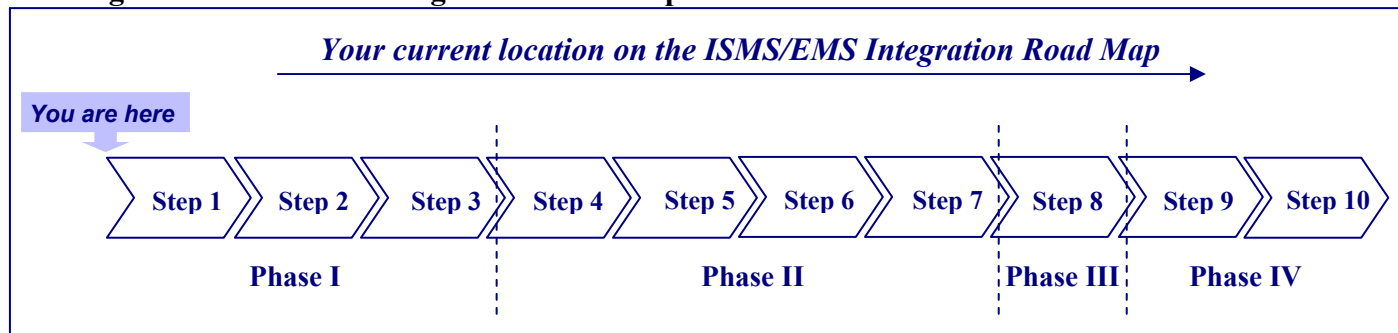 Your current location on the ISMS/EMS Integration Road Map
You are here
Step 1 Step 2 Step 3 Step 4 Step 5 Step 6 Step 7 Step 8 Step 9 Step 10
Phase I Phase II Phase III Phase IV